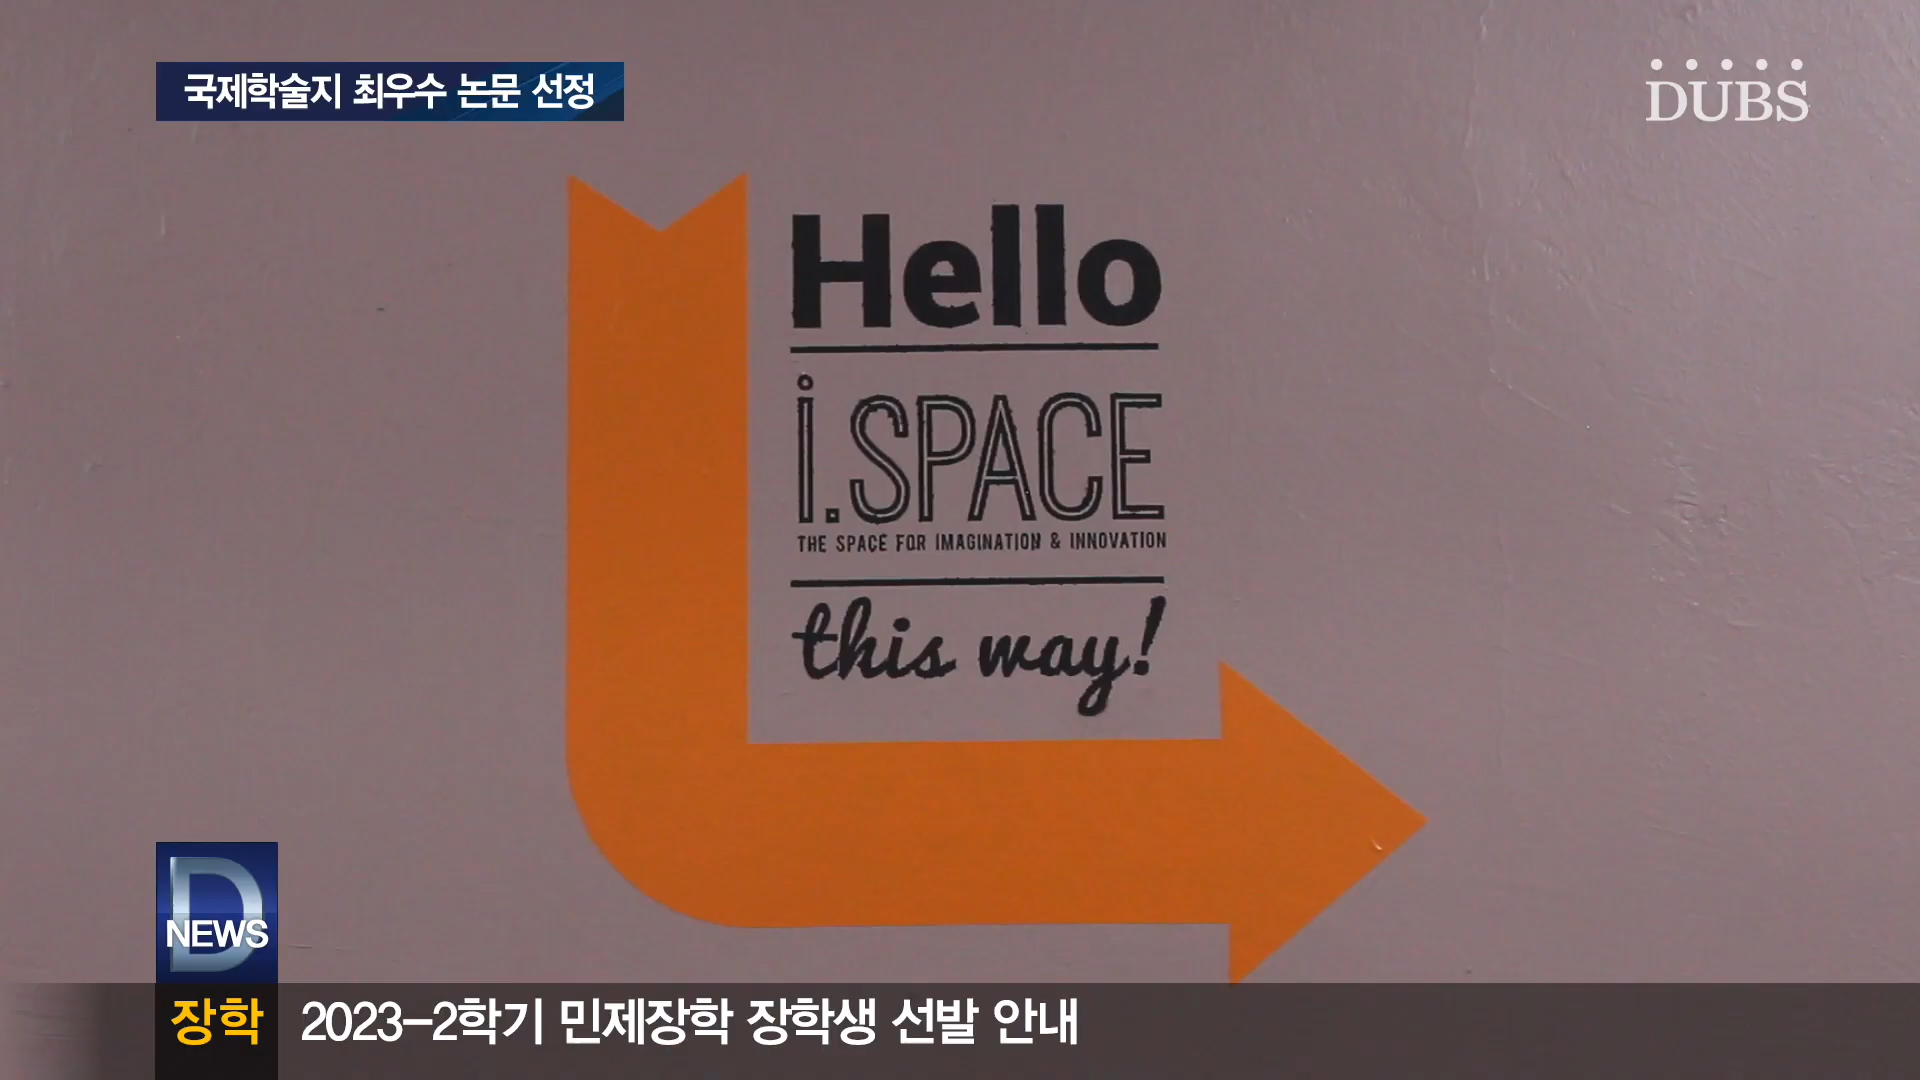 국제학술지 최우수 논문 선정
DUBS
Hello
i.SPACE
THE SPACE FOR IMAGINATION & INNOVATION
this way!
D
NEWS
장학 2023-2학기 민제장학 장학생 선발 안내